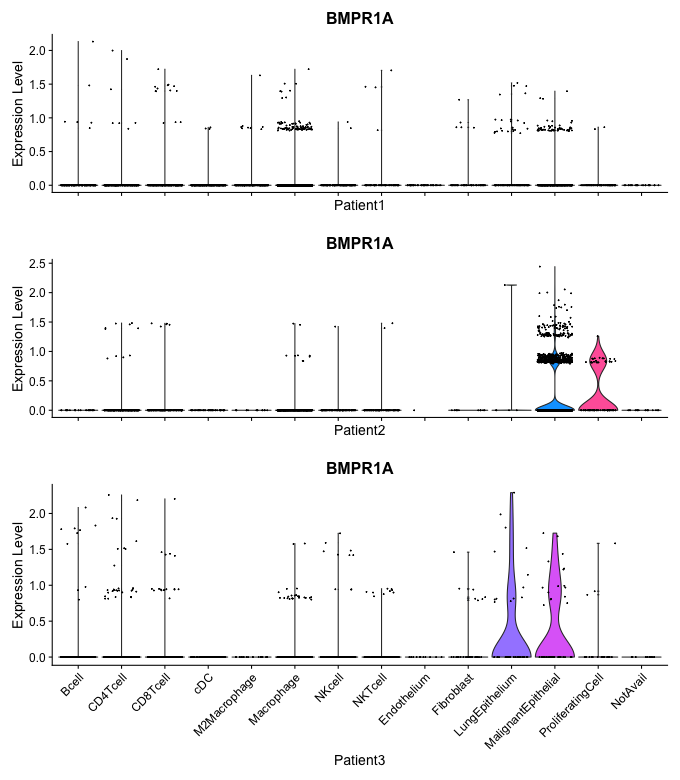 BMPR1A
Expression Level
2.0
1.5
1.0
0.5
0.0
Patient1
BMPR1A
Expression Level
2.5
2.0
1.5
1.0
0.5
0.0
Patient2
BMPR1A
Expression Level
2.0
1.5
1.0
0.5
0.0
Bcell
CD4Tcell
CD8Tcell
cDC
M2Macrophage
Macrophage
NKcell
NKTcell
Endothelium
Fibroblast
LungEpithelium
MalignantEpithelial
ProliferatingCell
NotAvail
Patient3